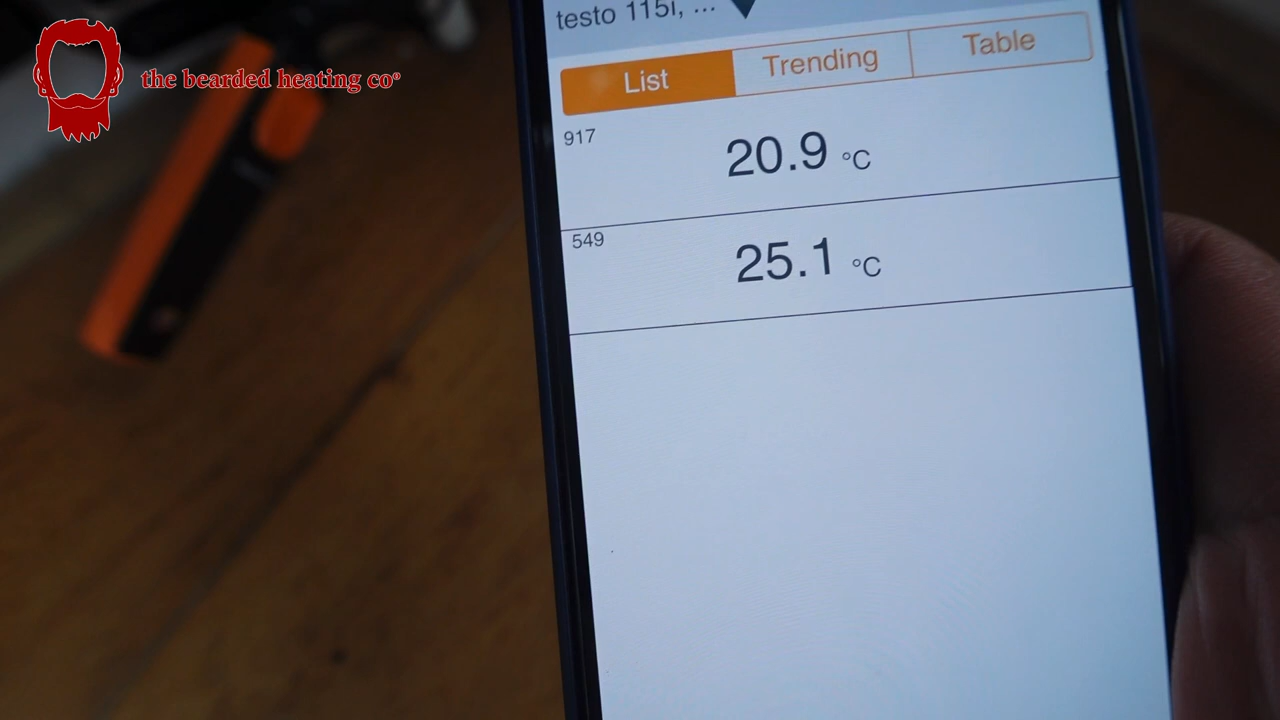 the bearded heating co°
testo 115i, ...
List
Trending
Table
917
20.9 °C
549
25.1 °C